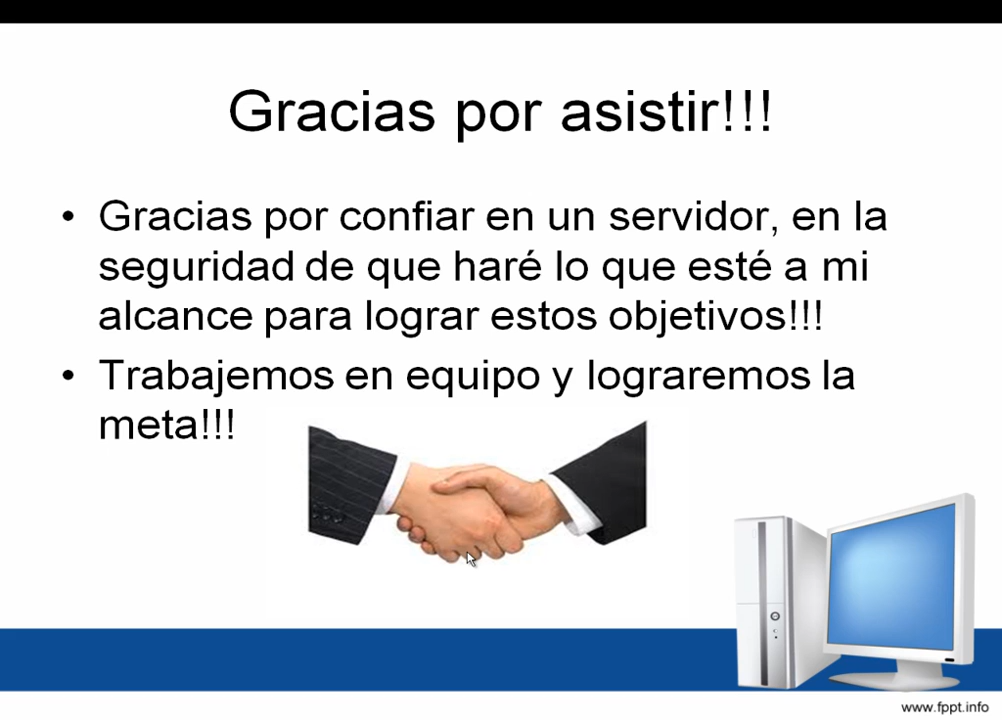 Gracias por asistir!!!
• Gracias por confiar en un servidor, en la
seguridad de que haré lo que esté a mi
alcance para lograr estos objetivos!!!
• Trabajemos en equipo y lograremos la
meta!!!
www.fppt.info